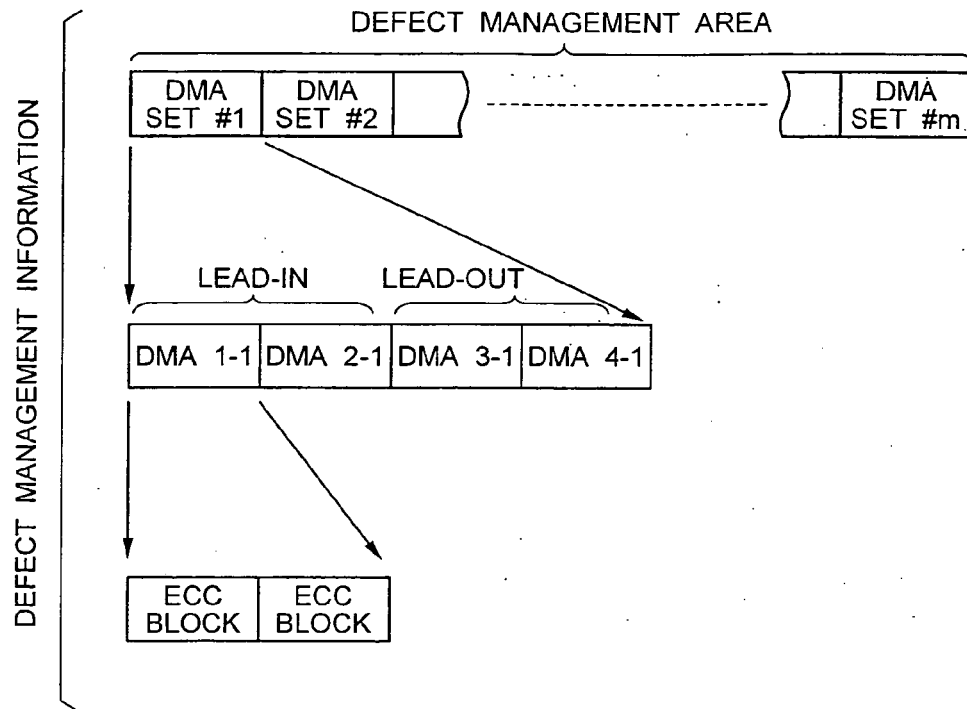 DEFECT MANAGEMENT INFORMATION
DEFECT MANAGEMENT AREA
DMA
SET #1
DMA
SET #2
DMA
SET #m
LEAD-IN
LEAD-OUT
DMA 1-1
DMA 2-1
DMA 3-1
DMA 4-1
ECC
BLOCK
ECC
BLOCK